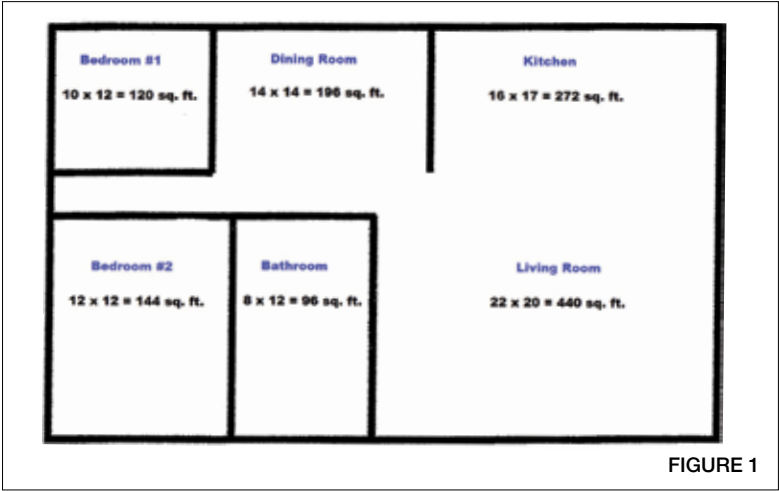 Bedroom #1
10 x 12 = 120 sq. ft.
Dining Room
14 x 14 = 196 sq. ft.
Kitchen
16 x 17 = 272 sq. ft.
Bedroom #2
12 x 12 = 144 sq. ft.
Bathroom
8 x 12 = 96 sq. ft.
Living Room
22 x 20 = 440 sq. ft.
FIGURE 1